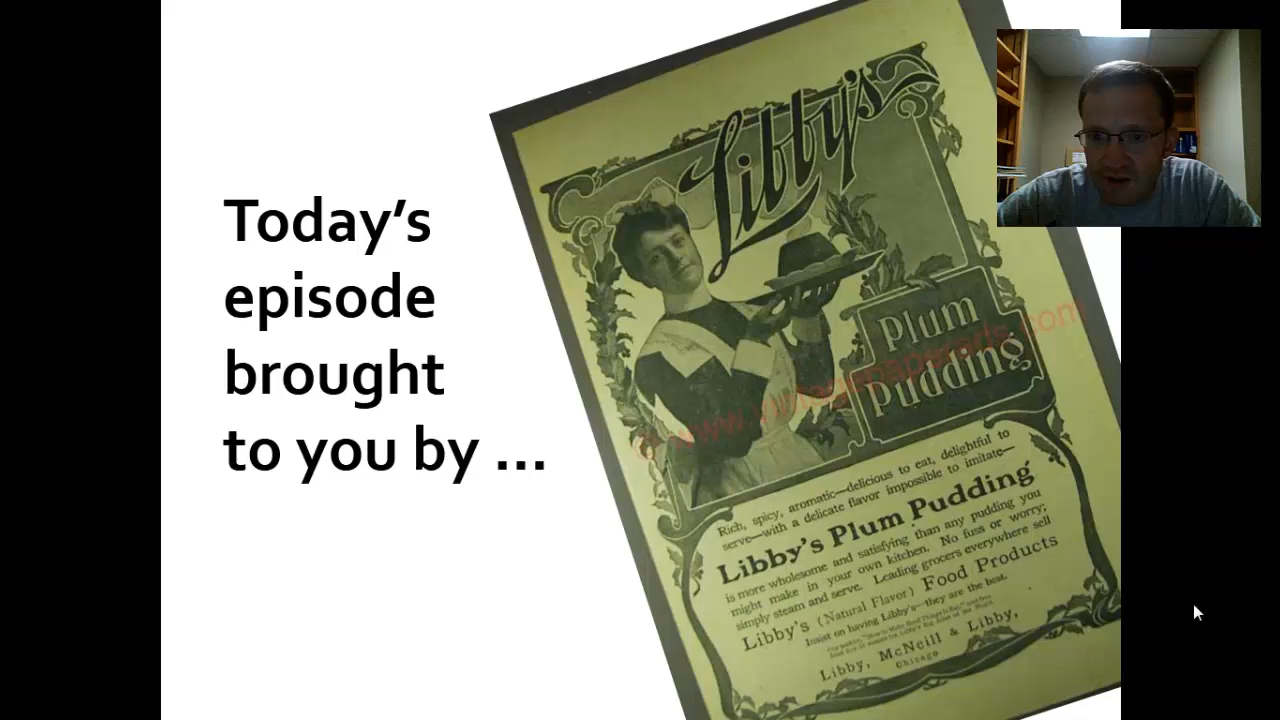 Today's
episode
brought
to you by ...
Libby's
Plum
Pudding
© www.vintagepaperads.com
Rich, spicy, aromatic—delicious to eat, delightful to
serve—with a delicate flavor impossible to imitate—
Libby's Plum Pudding
is more wholesome and satisfying than any pudding you
might make in your own kitchen. No fuss or worry;
simply steam and serve. Leading grocers everywhere sell
Libby's (Natural Flavor) Food Products
Insist on having Libby's—they are the best.
Libby, McNeill & Libby,
Chicago